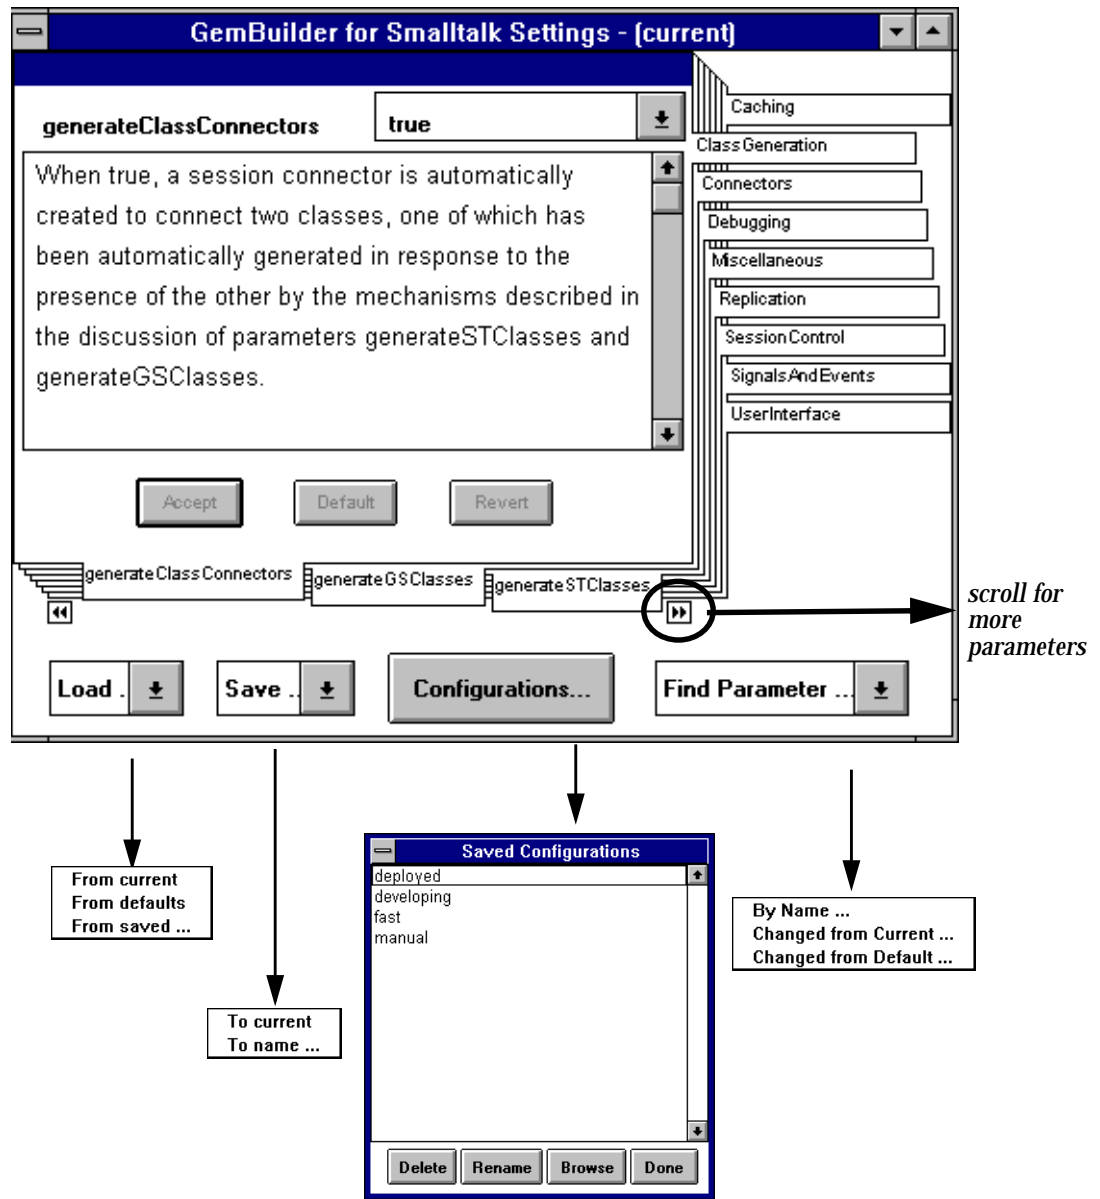 GemBuilder for Smalltalk Settings - (current)
generateClassConnectors
true
When true, a session connector is automatically
created to connect two classes, one of which has
been automatically generated in response to the
presence of the other by the mechanisms described in
the discussion of parameters generateSTClasses and
generateGSClasses.
Accept
Default
Revert
Caching
ClassGeneration
Connectors
Debugging
Miscellaneous
Replication
SessionControl
SignalsAndEvents
UserInterface
generateClassConnectors
generateGSClasses
generateSTClasses
scroll for
more
parameters
Load .
Save ..
Configurations...
Find Parameter ...
From current
From defaults
From saved ...
To current
To name ...
Saved Configurations
deployed
developing
fast
manual
Delete
Rename
Browse
Done
By Name ...
Changed from Current ...
Changed from Default ...